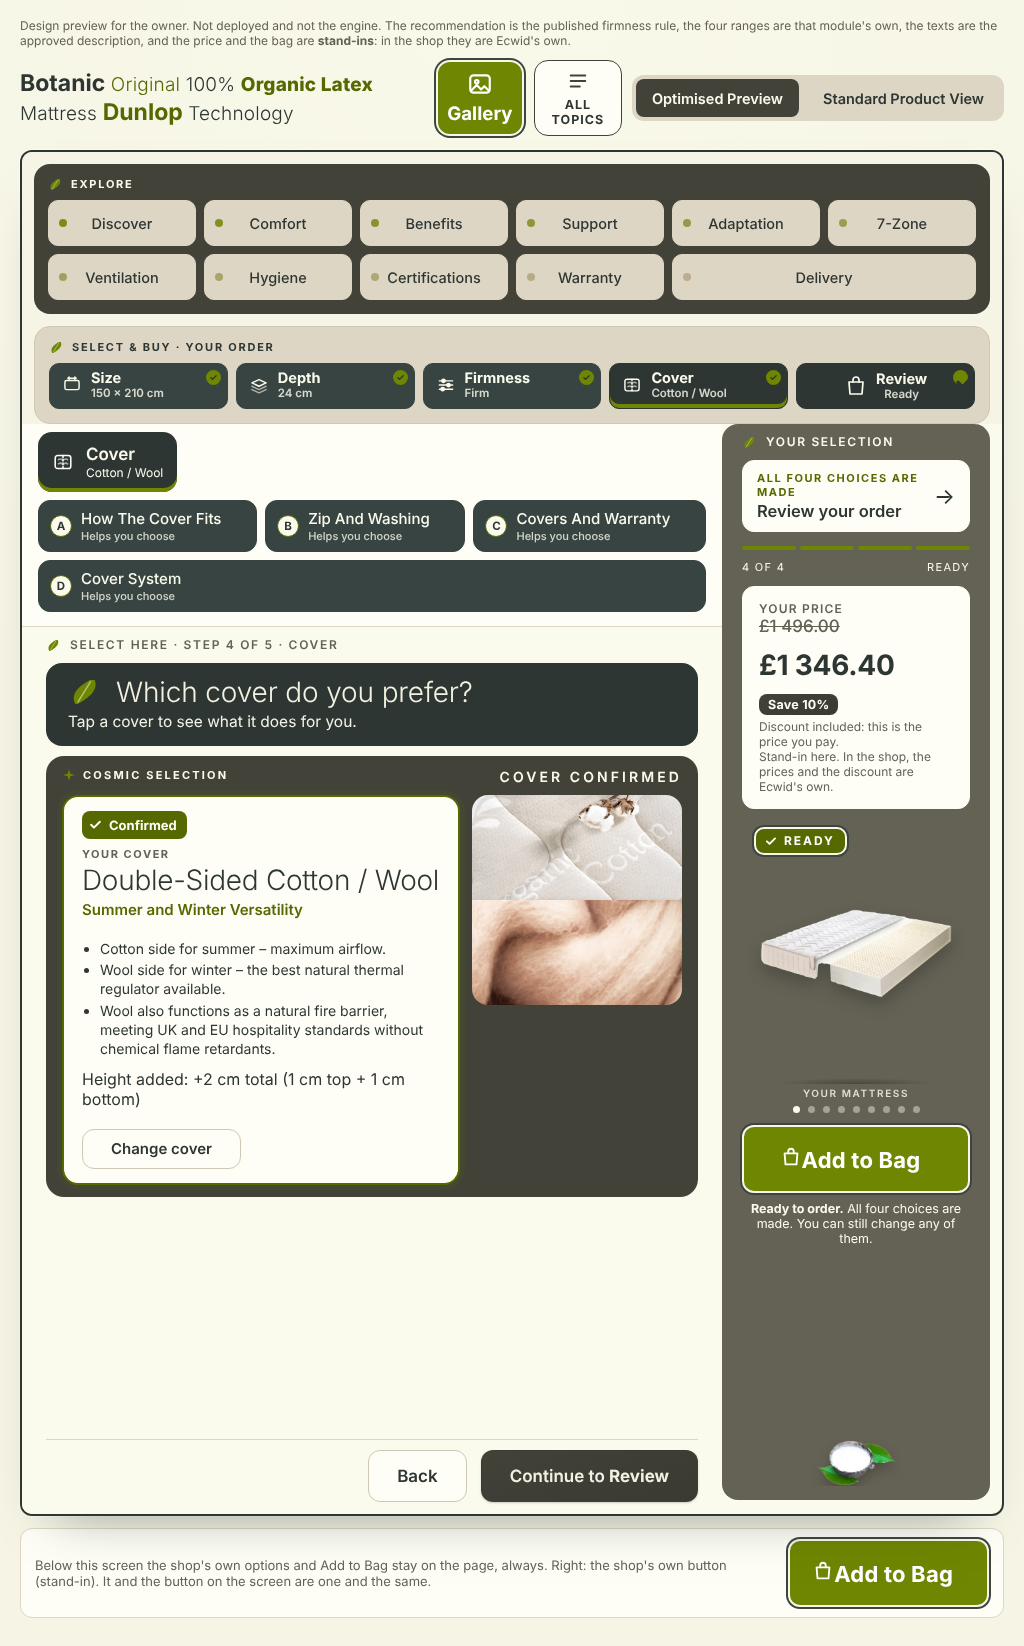 Design preview for the owner. Not deployed and not the engine. The recommendation is the published firmness rule, the four ranges are that module's own, the texts are the
approved description, and the price and the bag are stand-ins: in the shop they are Ecwid's own.
Botanic Original 100% Organic Latex
Mattress Dunlop Technology
Gallery
ALL
TOPICS
Optimised Preview
Standard Product View
EXPLORE
Discover
Comfort
Benefits
Support
Adaptation
7-Zone
Ventilation
Hygiene
Certifications
Warranty
Delivery
SELECT & BUY · YOUR ORDER
Size
150 × 210 cm
Depth
24 cm
Firmness
Firm
Cover
Cotton / Wool
Review
Ready
Cover
Cotton / Wool
A
How The Cover Fits
Helps you choose
B
Zip And Washing
Helps you choose
C
Covers And Warranty
Helps you choose
D
Cover System
Helps you choose
SELECT HERE · STEP 4 OF 5 · COVER
Which cover do you prefer?
Tap a cover to see what it does for you.
COSMIC SELECTION
COVER CONFIRMED
Confirmed
YOUR COVER
Double-Sided Cotton / Wool
Summer and Winter Versatility
• Cotton side for summer – maximum airflow.
• Wool side for winter – the best natural thermal
regulator available.
• Wool also functions as a natural fire barrier,
meeting UK and EU hospitality standards without
chemical flame retardants.
Height added: +2 cm total (1 cm top + 1 cm
bottom)
Change cover
Cotton
Back
Continue to Review
YOUR SELECTION
ALL FOUR CHOICES ARE
MADE
Review your order
4 OF 4
READY
YOUR PRICE
£1 496.00
£1 346.40
Save 10%
Discount included: this is the
price you pay.
Stand-in here. In the shop, the
prices and the discount are
Ecwid's own.
READY
YOUR MATTRESS
Add to Bag
Ready to order. All four choices are
made. You can still change any of
them.
Below this screen the shop's own options and Add to Bag stay on the page, always. Right: the shop's own button
(stand-in). It and the button on the screen are one and the same.
Add to Bag